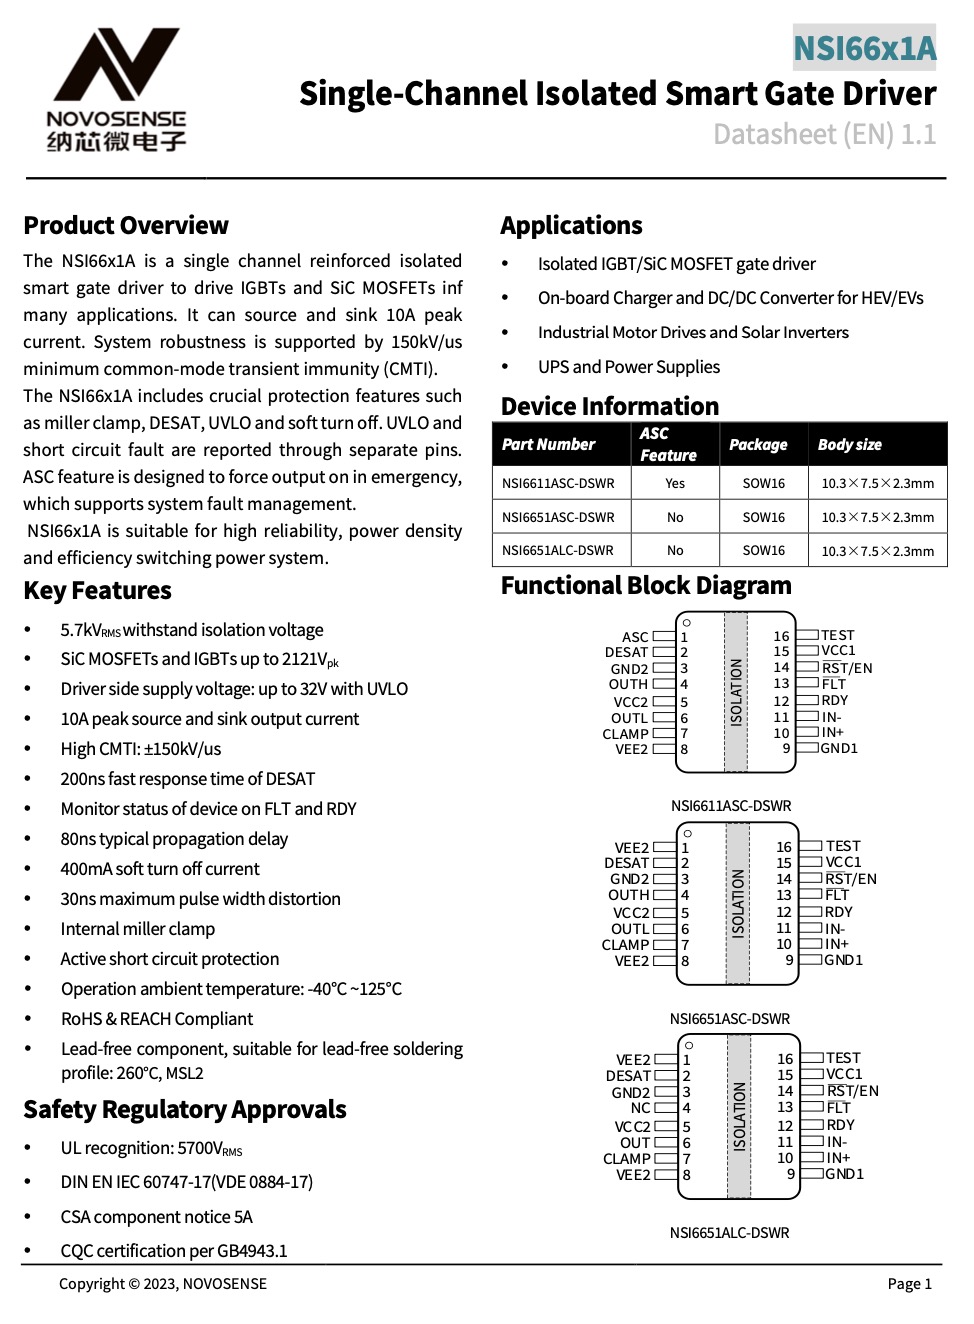 NOVOSENSE
纳芯微电子
NSI66x1A
Single-Channel Isolated Smart Gate Driver
Datasheet (EN) 1.1
Product Overview
The NSI66x1A is a single channel reinforced isolated
smart gate driver to drive IGBTs and SiC MOSFETs inf
many applications. It can source and sink 10A peak
current. System robustness is supported by 150kV/us
minimum common-mode transient immunity (CMTI).
The NSI66x1A includes crucial protection features such
as miller clamp, DESAT, UVLO and soft turn off. UVLO and
short circuit fault are reported through separate pins.
ASC feature is designed to force output on in emergency,
which supports system fault management.
NSI66x1A is suitable for high reliability, power density
and efficiency switching power system.
Key Features
• 5.7kVRMS withstand isolation voltage
• SiC MOSFETs and IGBTs up to 2121Vpk
• Driver side supply voltage: up to 32V with UVLO
• 10A peak source and sink output current
• High CMTI: ±150kV/us
• 200ns fast response time of DESAT
• Monitor status of device on FLT and RDY
• 80ns typical propagation delay
• 400mA soft turn off current
• 30ns maximum pulse width distortion
• Internal miller clamp
• Active short circuit protection
• Operation ambient temperature: -40°C ~125°C
• RoHS & REACH Compliant
• Lead-free component, suitable for lead-free soldering
profile: 260°C, MSL2
Safety Regulatory Approvals
• UL recognition: 5700VRMS
• DIN EN IEC 60747-17(VDE 0884-17)
• CSA component notice 5A
• CQC certification per GB4943.1
Applications
• Isolated IGBT/SiC MOSFET gate driver
• On-board Charger and DC/DC Converter for HEV/EVs
• Industrial Motor Drives and Solar Inverters
• UPS and Power Supplies
Device Information
Part Number ASC Feature Package Body size
NSI6611ASC-DSWR Yes SOW16 10.3×7.5×2.3mm
NSI6651ASC-DSWR No SOW16 10.3×7.5×2.3mm
NSI6651ALC-DSWR No SOW16 10.3×7.5×2.3mm
Functional Block Diagram
ISOLATION
ASC 1 16 TEST
DESAT 2 15 VCC1
GND2 3 14 RST/EN
OUTH 4 13 FLT
VCC2 5 12 RDY
OUTL 6 11 IN-
CLAMP 7 10 IN+
VEE2 8 9 GND1
NSI6611ASC-DSWR
ISOLATION
VEE2 1 16 TEST
DESAT 2 15 VCC1
GND2 3 14 RST/EN
OUTH 4 13 FLT
VCC2 5 12 RDY
OUTL 6 11 IN-
CLAMP 7 10 IN+
VEE2 8 9 GND1
NSI6651ASC-DSWR
ISOLATION
VEE2 1 16 TEST
DESAT 2 15 VCC1
GND2 3 14 RST/EN
NC 4 13 FLT
VCC2 5 12 RDY
OUT 6 11 IN-
CLAMP 7 10 IN+
VEE2 8 9 GND1
NSI6651ALC-DSWR
Copyright © 2023, NOVOSENSE
Page 1